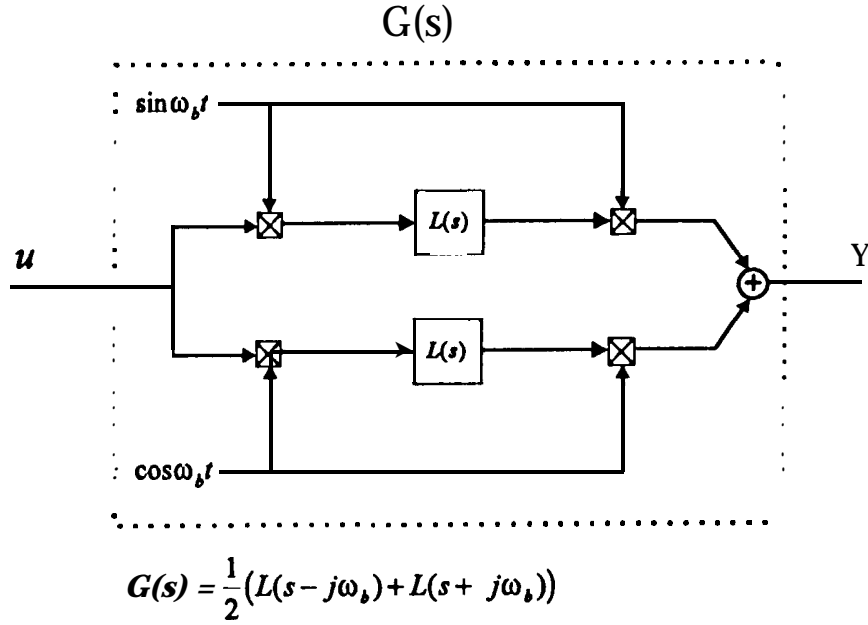 G(s)
sin ω_b t
L(s)
u
Y
+
L(s)
cos ω_b t
G(s) = 1/2 (L(s − jω_b) + L(s + jω_b))